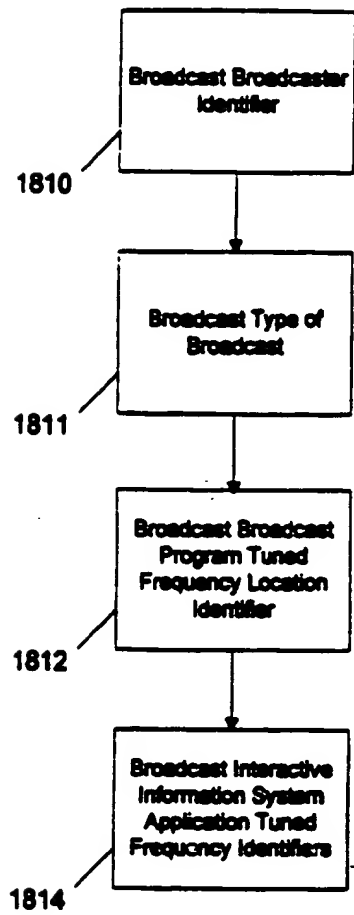 Broadcast Broadcaster
Identifier
1810
Broadcast Type of
Broadcast
1811
Broadcast Broadcast
Program Tuned
Frequency Location
Identifier
1812
Broadcast Interactive
Information System
Application Tuned
Frequency Identifiers
1814